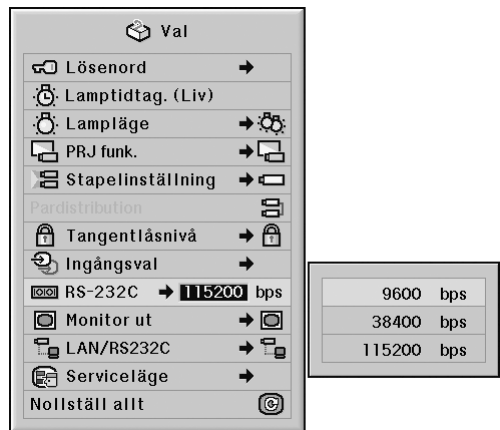 Val
Lösenord
Lamptidtag. (Liv)
Lampläge
PRJ funk.
Stapelinställning
Pardistribution
Tangentlåsnivå
Ingångsval
RS-232C 115200 bps
Monitor ut
LAN/RS232C
Serviceläge
Nollställ allt
9600 bps
38400 bps
115200 bps